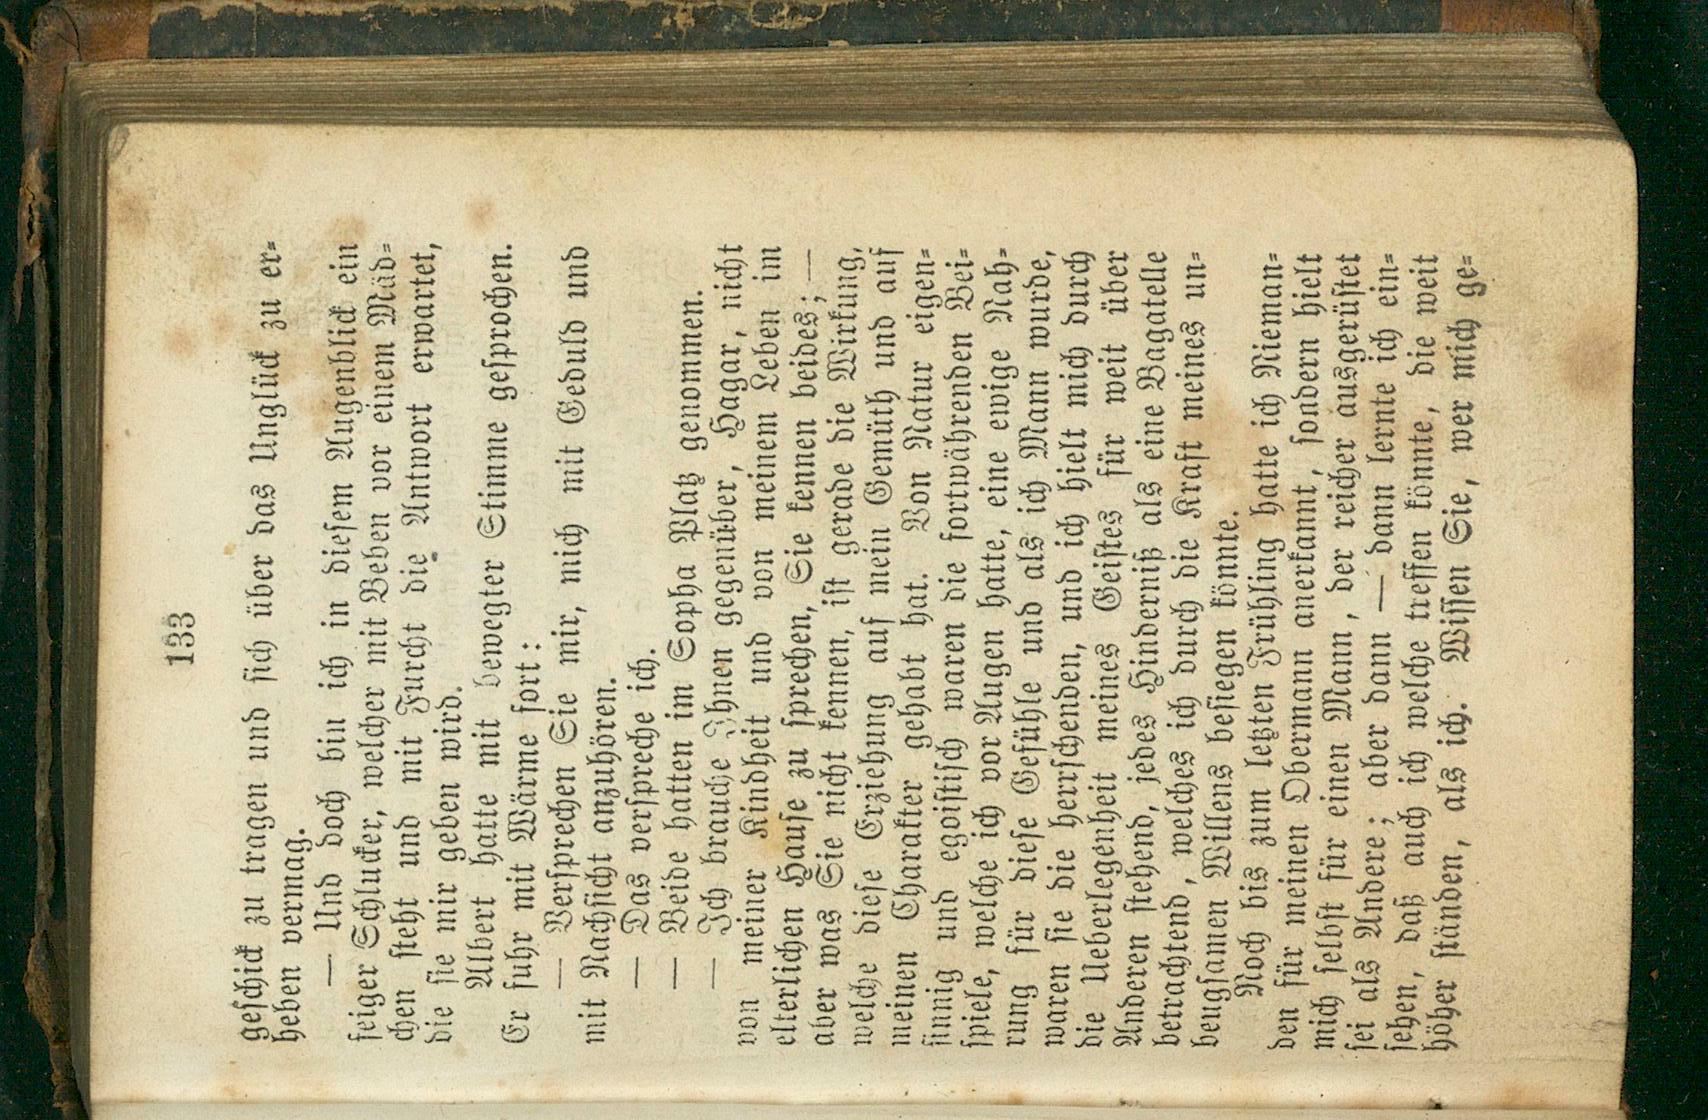 133
geſchick zu tragen und ſich über das Unglück zu er⸗
heben vermag.
— Und doch bin ich in dieſem Augenblick ein
feiger Schlucker, welcher mit Beben vor einem Mäd⸗
chen ſteht und mit Furcht die Antwort erwartet,
die ſie mir geben wird.
Albert hatte mit bewegter Stimme geſprochen.
Er fuhr mit Wärme fort:
— Verſprechen Sie mir, mich mit Geduld und
mit Nachſicht anzuhören.
— Das verſpreche ich.
— Beide hatten im Sopha Platz genommen.
— Ich brauche Ihnen gegenüber, Hagar, nicht
von meiner Kindheit und von meinem Leben im
elterlichen Hauſe zu ſprechen, Sie kennen beides; —
aber was Sie nicht kennen, iſt gerade die Wirkung,
welche dieſe Erziehung auf mein Gemüth und auf
meinen Charakter gehabt hat. Von Natur eigen⸗
ſinnig und egoiſtiſch waren die fortwährenden Bei⸗
ſpiele, welche ich vor Augen hatte, eine ewige Nah⸗
rung für dieſe Gefühle und als ich Mann wurde,
waren ſie die herrſchenden, und ich hielt mich durch
die Ueberlegenheit meines Geiſtes für weit über
Anderen ſtehend, jedes Hinderniß als eine Bagatelle
betrachtend, welches ich durch die Kraft meines un⸗
beugſamen Willens beſiegen könnte.
Noch bis zum letzten Frühling hatte ich Nieman⸗
den für meinen Obermann anerkannt, ſondern hielt
mich ſelbſt für einen Mann, der reicher ausgerüſtet
ſei als Andere; aber dann — dann lernte ich ein⸗
ſehen, daß auch ich welche treffen könnte, die weit
höher ſtänden, als ich. Wiſſen Sie, wer mich ge⸗